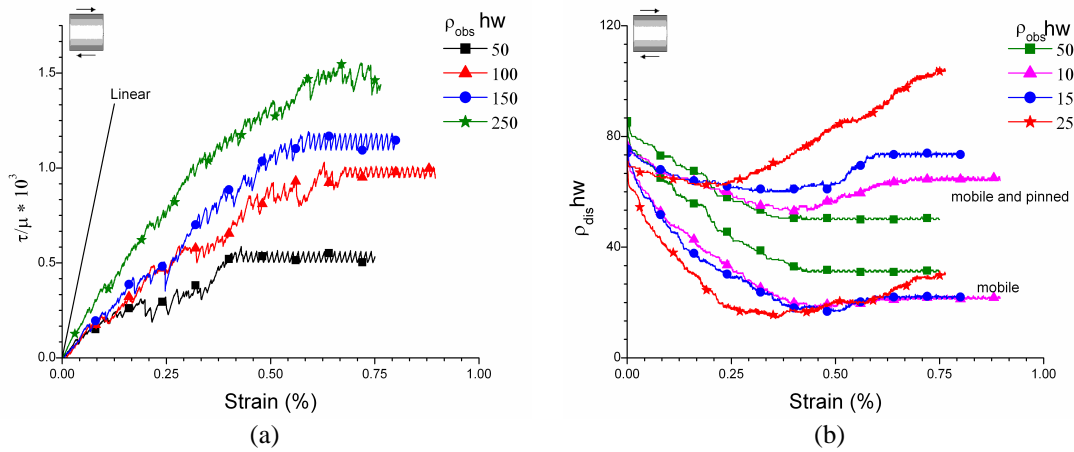 ρobs hw
50
100
150
250
Linear
τ/μ * 10³
1.5
1.0
0.5
0.0
0.00
0.25
0.50
0.75
1.00
Strain (%)
(a)
ρobs hw
50
10
15
25
ρdis hw
120
80
40
0
mobile and pinned
mobile
0.00
0.25
0.50
0.75
1.00
Strain (%)
(b)